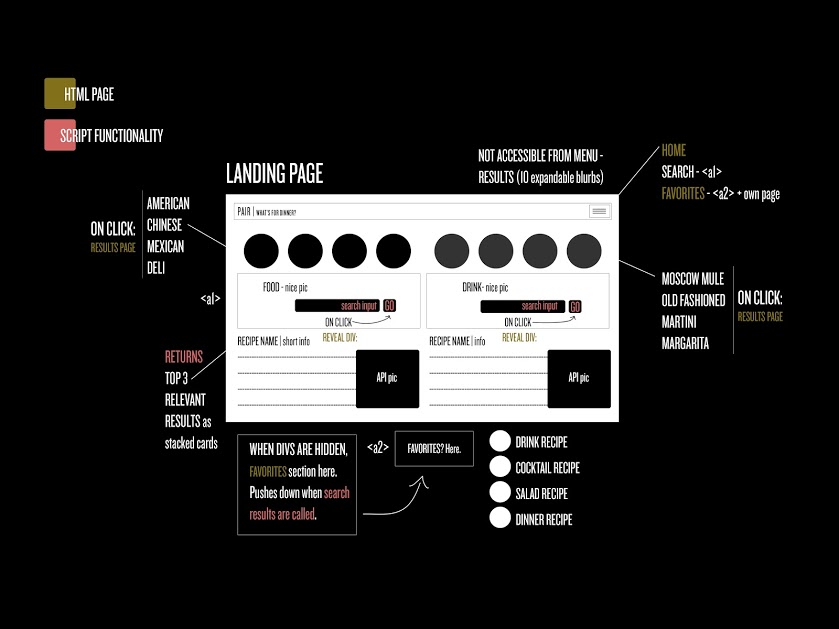 HTML PAGE
SCRIPT FUNCTIONALITY
LANDING PAGE
NOT ACCESSIBLE FROM MENU -
RESULTS (10 expandable blurbs)
HOME
SEARCH - <a1>
FAVORITES - <a2> + own page
AMERICAN
CHINESE
MEXICAN
DELI
ON CLICK:
RESULTS PAGE
PAIR | WHAT'S FOR DINNER?
<a1>
FOOD - nice pic
search input
GO
ON CLICK
REVEAL DIV:
DRINK - nice pic
search input
GO
ON CLICK
REVEAL DIV:
MOSCOW MULE
OLD FASHIONED
MARTINI
MARGARITA
ON CLICK:
RESULTS PAGE
RECIPE NAME | short info
API pic
RECIPE NAME | info
API pic
RETURNS
TOP 3
RELEVANT
RESULTS as
stacked cards
WHEN DIVS ARE HIDDEN,
FAVORITES section here.
Pushes down when search
results are called.
<a2>
FAVORITES? Here.
DRINK RECIPE
COCKTAIL RECIPE
SALAD RECIPE
DINNER RECIPE